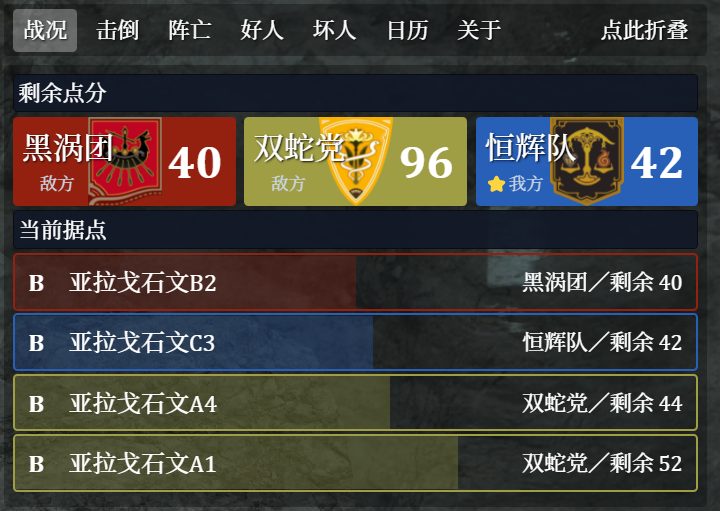 战况 击倒 阵亡 好人 坏人 日历 关于 点此折叠
剩余点分
黑涡团 40 双蛇党 96 恒辉队 42
敌方 敌方 我方
当前据点
B 亚拉戈石文B2 黑涡团／剩余 40
B 亚拉戈石文C3 恒辉队／剩余 42
B 亚拉戈石文A4 双蛇党／剩余 44
B 亚拉戈石文A1 双蛇党／剩余 52